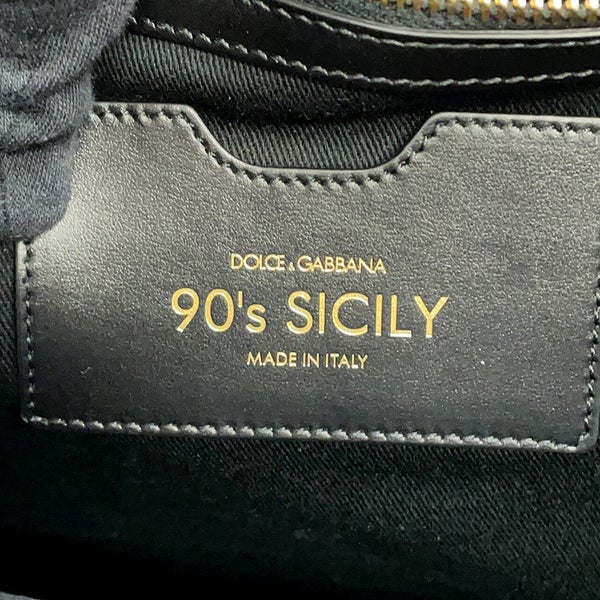 DOLCE & GABBANA
90's SICILY
MADE IN ITALY